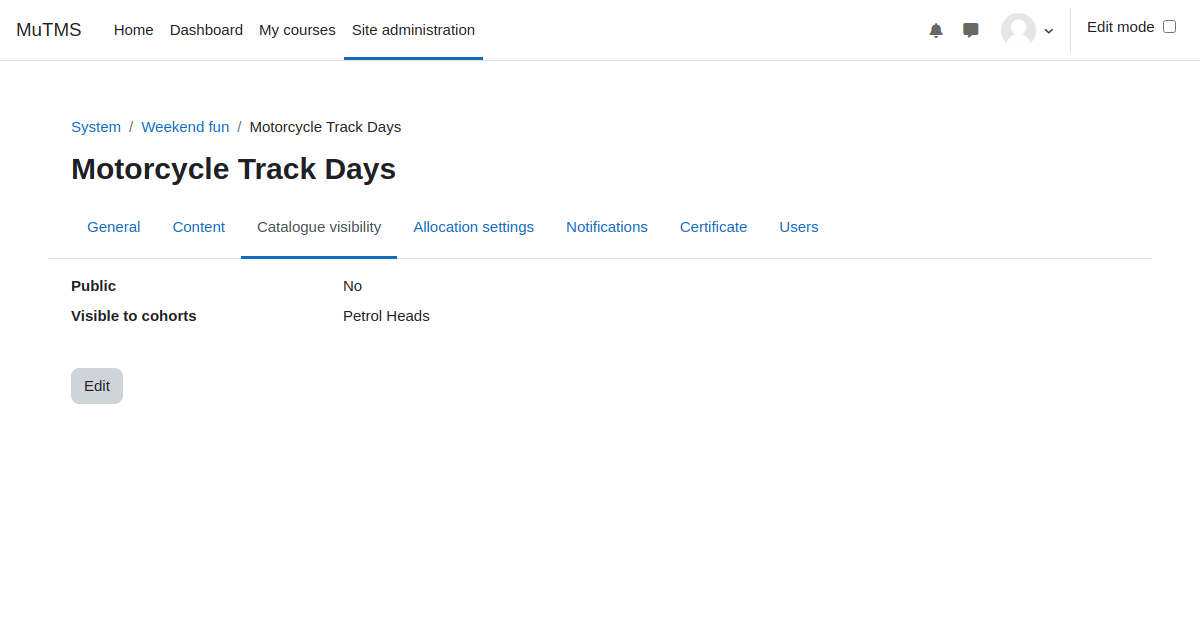 MuTMS Home Dashboard My courses Site administration Edit mode
System / Weekend fun / Motorcycle Track Days
Motorcycle Track Days
General Content Catalogue visibility Allocation settings Notifications Certificate Users
Public No
Visible to cohorts Petrol Heads
Edit